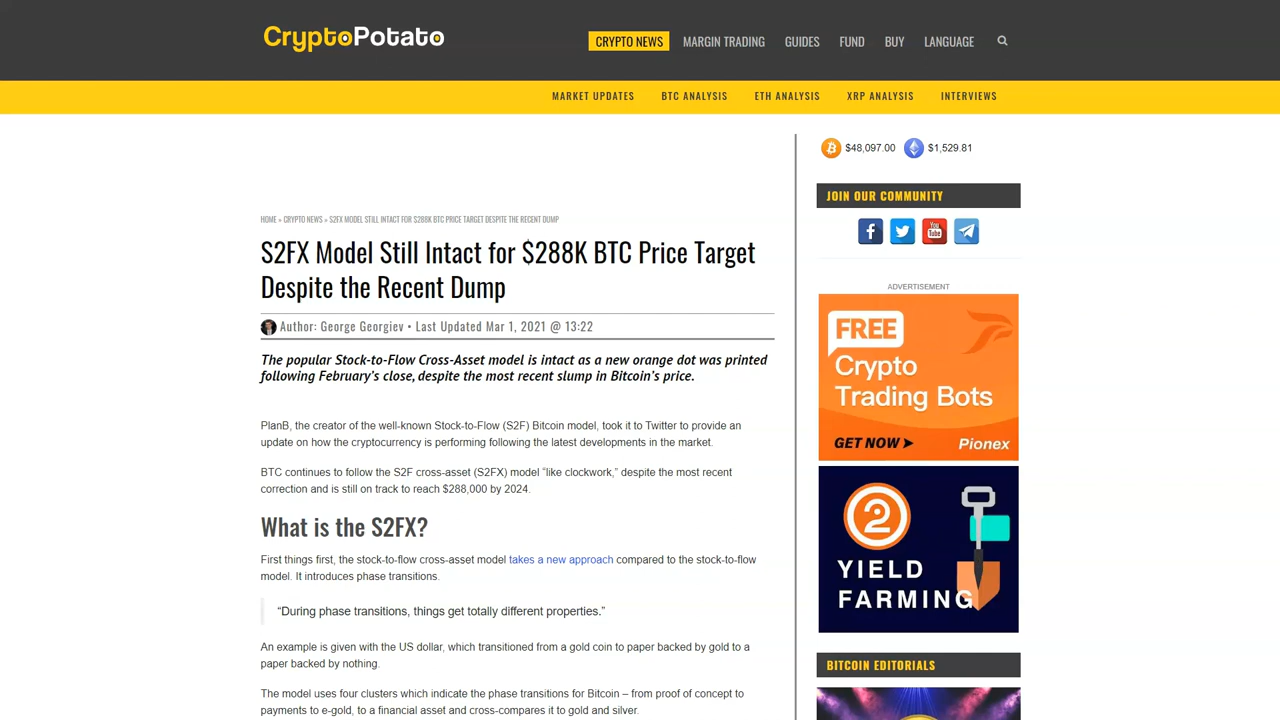 CryptoPotato
CRYPTO NEWS MARGIN TRADING GUIDES FUND BUY LANGUAGE
MARKET UPDATES BTC ANALYSIS ETH ANALYSIS XRP ANALYSIS INTERVIEWS
$48,097.00 $1,529.81
HOME » CRYPTO NEWS » S2FX MODEL STILL INTACT FOR $288K BTC PRICE TARGET DESPITE THE RECENT DUMP
S2FX Model Still Intact for $288K BTC Price Target
Despite the Recent Dump
Author: George Georgiev • Last Updated Mar 1, 2021 @ 13:22
The popular Stock-to-Flow Cross-Asset model is intact as a new orange dot was printed
following February's close, despite the most recent slump in Bitcoin's price.
PlanB, the creator of the well-known Stock-to-Flow (S2F) Bitcoin model, took it to Twitter to provide an
update on how the cryptocurrency is performing following the latest developments in the market.
BTC continues to follow the S2F cross-asset (S2FX) model “like clockwork,” despite the most recent
correction and is still on track to reach $288,000 by 2024.
What is the S2FX?
First things first, the stock-to-flow cross-asset model takes a new approach compared to the stock-to-flow
model. It introduces phase transitions.
“During phase transitions, things get totally different properties.”
An example is given with the US dollar, which transitioned from a gold coin to paper backed by gold to a
paper backed by nothing.
The model uses four clusters which indicate the phase transitions for Bitcoin – from proof of concept to
payments to e-gold, to a financial asset and cross-compares it to gold and silver.
JOIN OUR COMMUNITY
You
Tube
ADVERTISEMENT
FREE
Crypto
Trading Bots
GET NOW ➤ Pionex
2
YIELD
FARMING
BITCOIN EDITORIALS